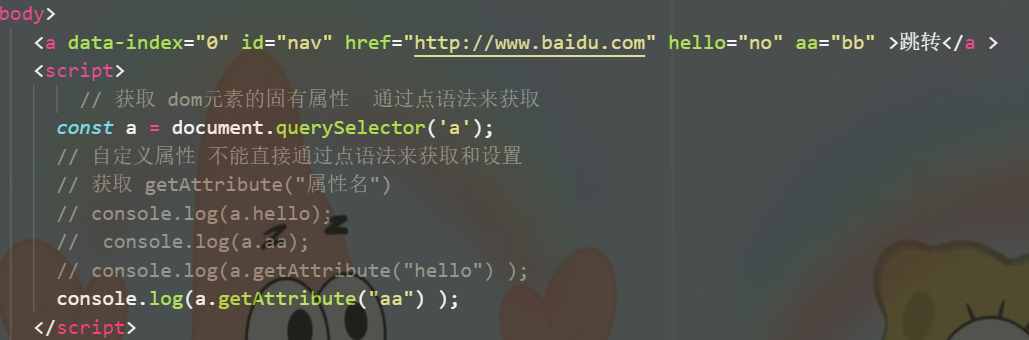 body>
<a data-index="0" id="nav" href="http://www.baidu.com" hello="no" aa="bb" >跳转</a >
<script>
// 获取 dom元素的固有属性  通过点语法来获取
const a = document.querySelector('a');
// 自定义属性 不能直接通过点语法来获取和设置
// 获取 getAttribute("属性名")
// console.log(a.hello);
//  console.log(a.aa);
// console.log(a.getAttribute("hello") );
console.log(a.getAttribute("aa") );
</script>